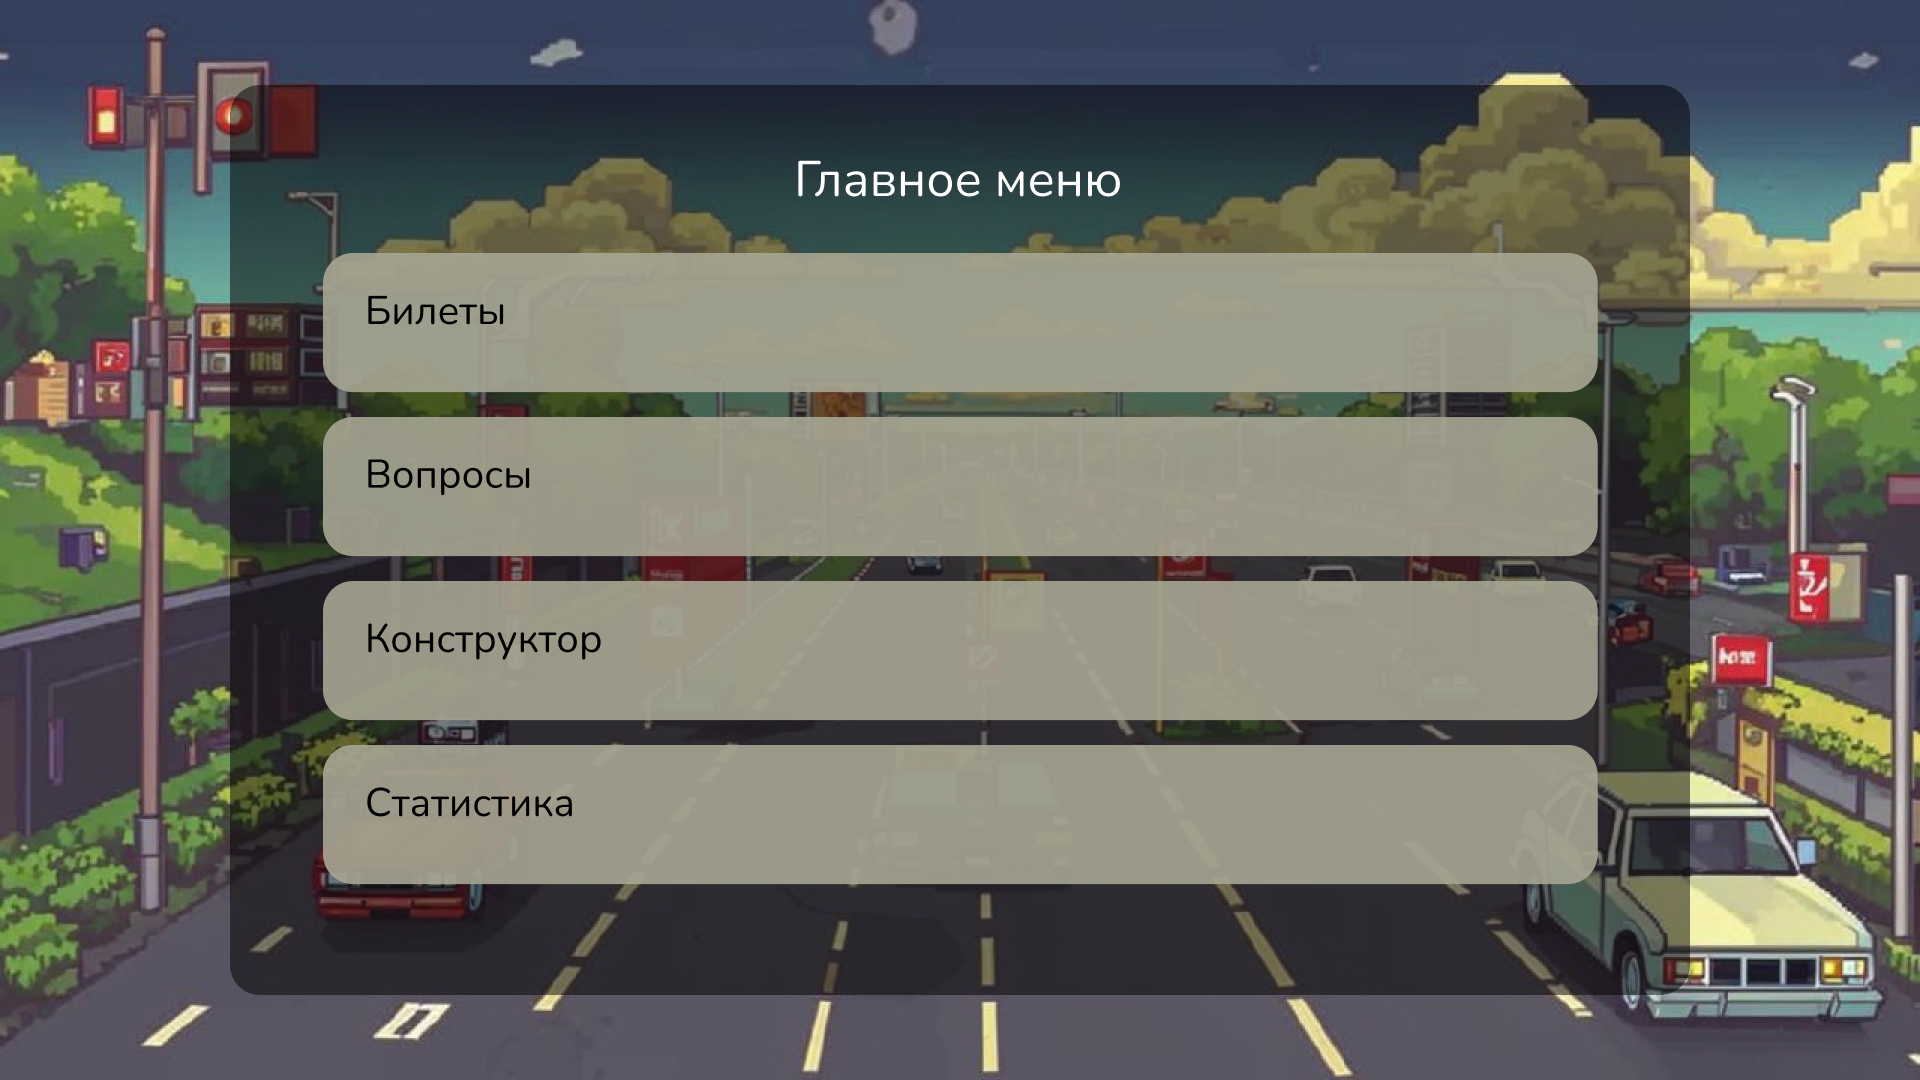 Главное меню
Билеты
Вопросы
Конструктор
Статистика